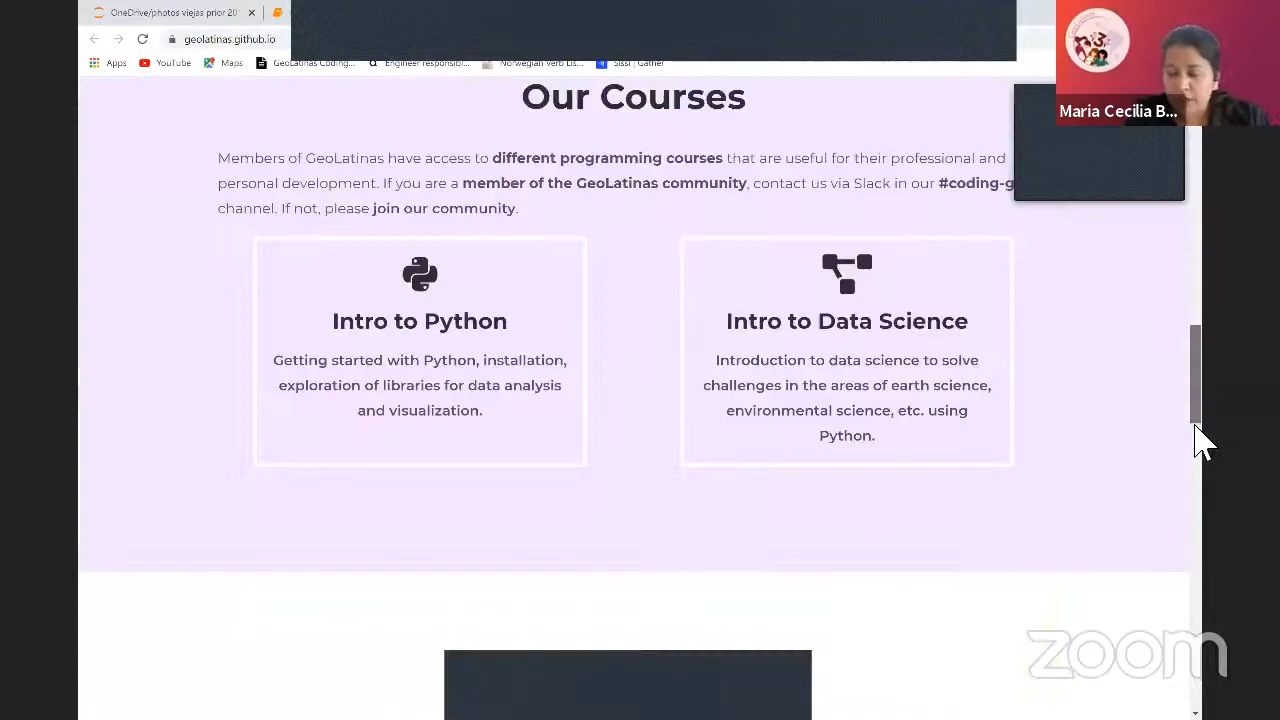 OneDrive/photos viejas prior 20
geolatinas.github.io
Apps
YouTube
Maps
GeoLatinas Coding...
Engineer responsibil...
Norwegian Verb Lis...
Sissi | Gather
Maria Cecilia B...
Our Courses
Members of GeoLatinas have access to different programming courses that are useful for their professional and
personal development. If you are a member of the GeoLatinas community, contact us via Slack in our #coding-g
channel. If not, please join our community.
Intro to Python
Getting started with Python, installation,
exploration of libraries for data analysis
and visualization.
Intro to Data Science
Introduction to data science to solve
challenges in the areas of earth science,
environmental science, etc. using
Python.
zoom